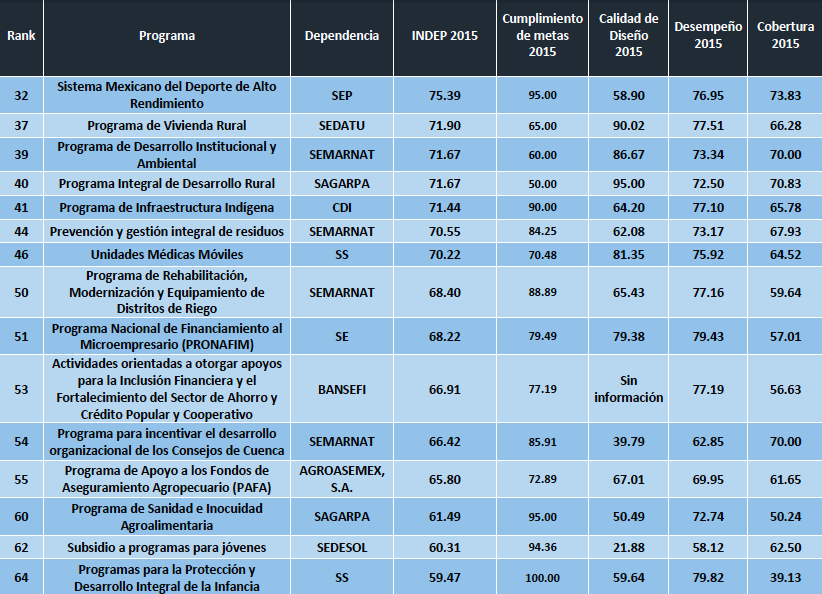 Rank Programa Dependencia INDEP 2015 Cumplimiento de metas 2015 Calidad de Diseño 2015 Desempeño 2015 Cobertura 2015
32 Sistema Mexicano del Deporte de Alto Rendimiento SEP 75.39 95.00 58.90 76.95 73.83
37 Programa de Vivienda Rural SEDATU 71.90 65.00 90.02 77.51 66.28
39 Programa de Desarrollo Institucional y Ambiental SEMARNAT 71.67 60.00 86.67 73.34 70.00
40 Programa Integral de Desarrollo Rural SAGARPA 71.67 50.00 95.00 72.50 70.83
41 Programa de Infraestructura Indígena CDI 71.44 90.00 64.20 77.10 65.78
44 Prevención y gestión integral de residuos SEMARNAT 70.55 84.25 62.08 73.17 67.93
46 Unidades Médicas Móviles SS 70.22 70.48 81.35 75.92 64.52
50 Programa de Rehabilitación, Modernización y Equipamiento de Distritos de Riego SEMARNAT 68.40 88.89 65.43 77.16 59.64
51 Programa Nacional de Financiamiento al Microempresario (PRONAFIM) SE 68.22 79.49 79.38 79.43 57.01
53 Actividades orientadas a otorgar apoyos para la Inclusión Financiera y el Fortalecimiento del Sector de Ahorro y Crédito Popular y Cooperativo BANSEFI 66.91 77.19 Sin información 77.19 56.63
54 Programa para incentivar el desarrollo organizacional de los Consejos de Cuenca SEMARNAT 66.42 85.91 39.79 62.85 70.00
55 Programa de Apoyo a los Fondos de Aseguramiento Agropecuario (PAFA) AGROASEMEX, S.A. 65.80 72.89 67.01 69.95 61.65
60 Programa de Sanidad e Inocuidad Agroalimentaria SAGARPA 61.49 95.00 50.49 72.74 50.24
62 Subsidio a programas para jóvenes SEDESOL 60.31 94.36 21.88 58.12 62.50
64 Programas para la Protección y Desarrollo Integral de la Infancia SS 59.47 100.00 59.64 79.82 39.13